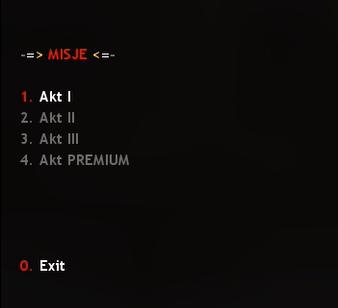 -=> MISJE <=-
1. Akt I
2. Akt II
3. Akt III
4. Akt PREMIUM
0. Exit